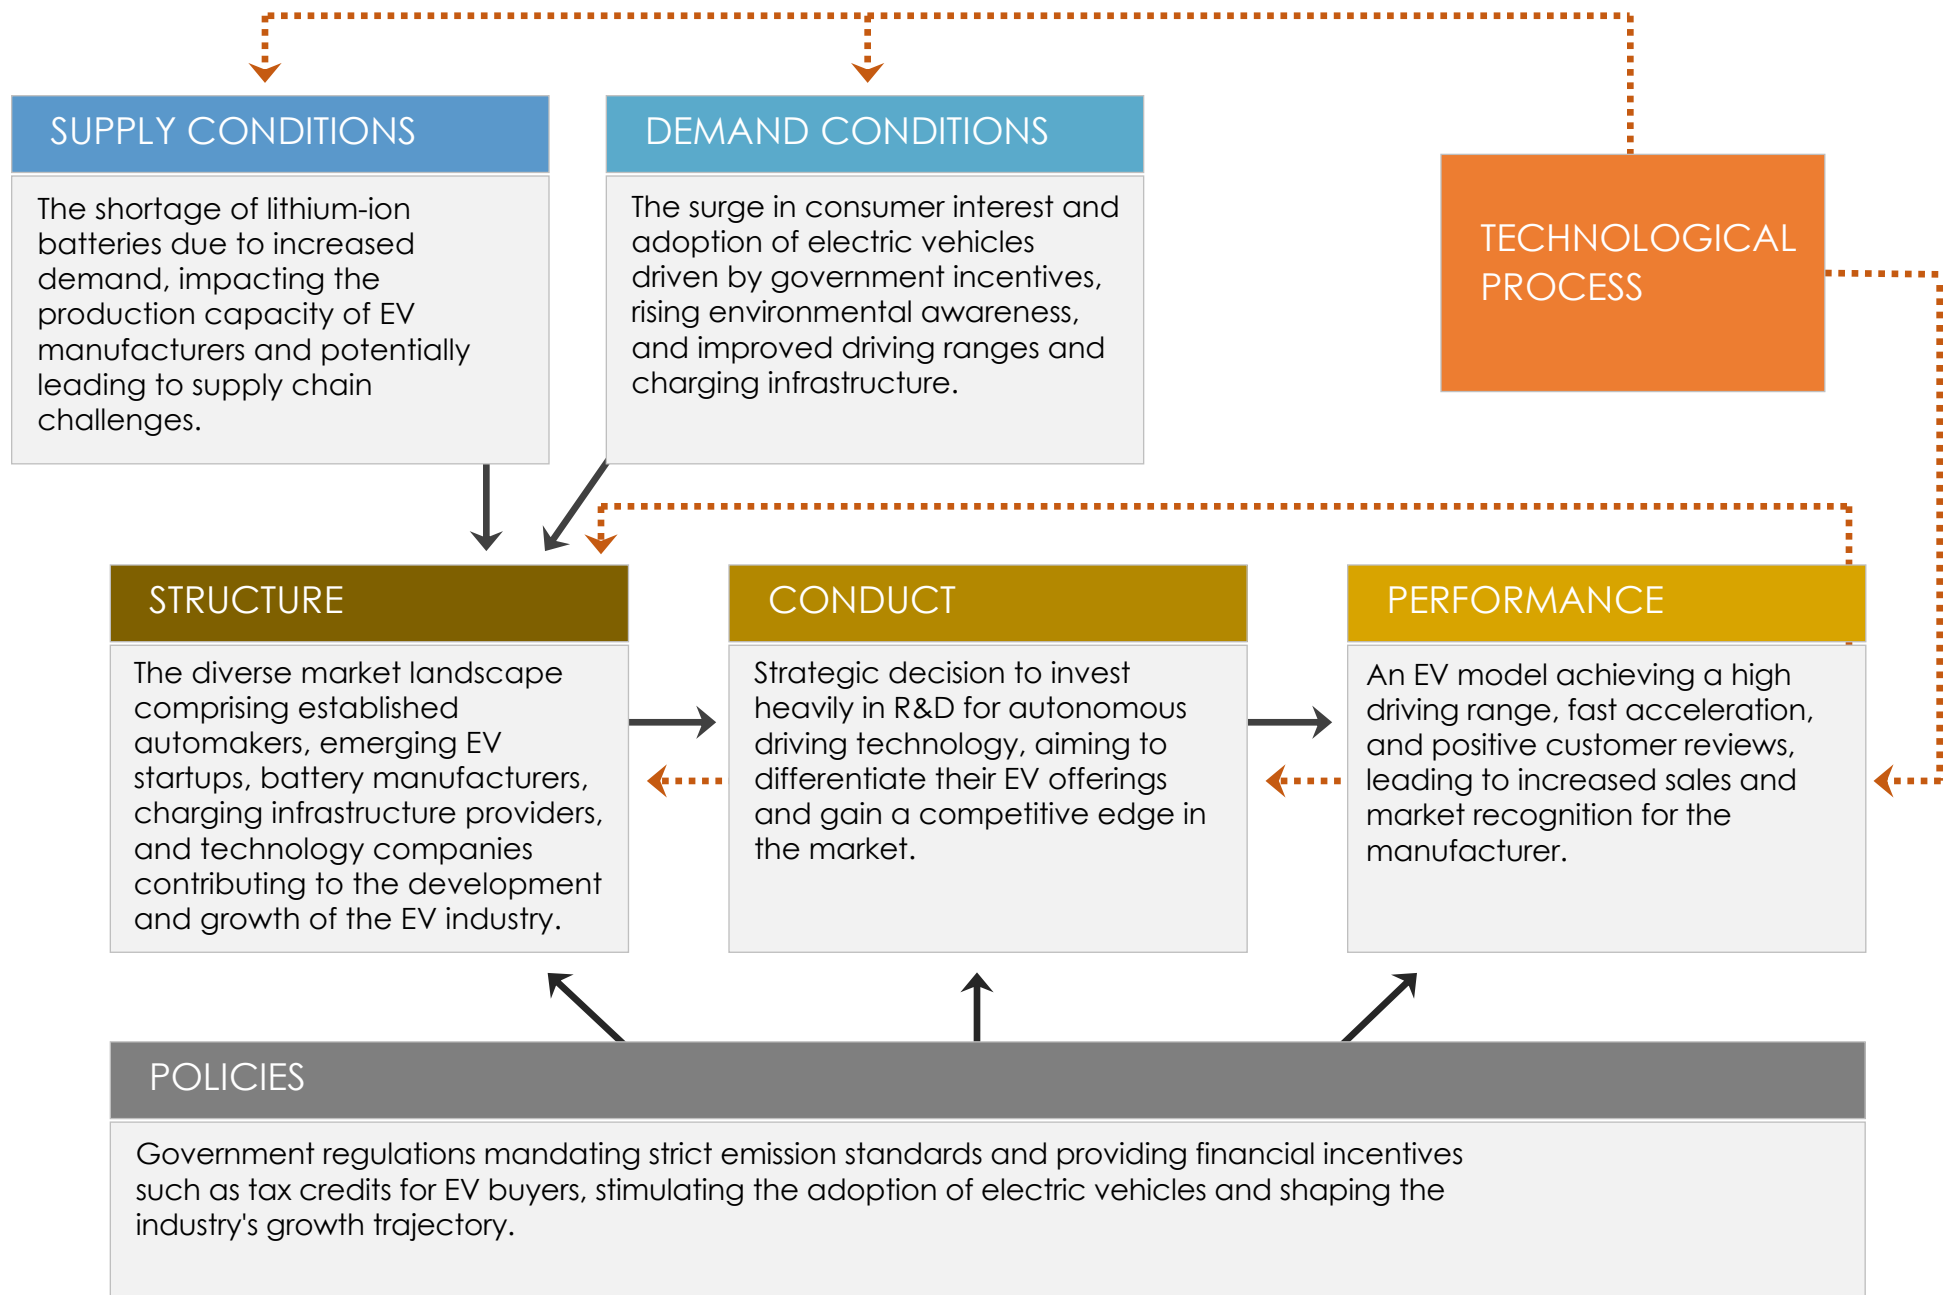 SUPPLY CONDITIONS
The shortage of lithium-ion
batteries due to increased
demand, impacting the
production capacity of EV
manufacturers and potentially
leading to supply chain
challenges.
DEMAND CONDITIONS
The surge in consumer interest and
adoption of electric vehicles
driven by government incentives,
rising environmental awareness,
and improved driving ranges and
charging infrastructure.
TECHNOLOGICAL
PROCESS
STRUCTURE
The diverse market landscape
comprising established
automakers, emerging EV
startups, battery manufacturers,
charging infrastructure providers,
and technology companies
contributing to the development
and growth of the EV industry.
CONDUCT
Strategic decision to invest
heavily in R&D for autonomous
driving technology, aiming to
differentiate their EV offerings
and gain a competitive edge in
the market.
PERFORMANCE
An EV model achieving a high
driving range, fast acceleration,
and positive customer reviews,
leading to increased sales and
market recognition for the
manufacturer.
POLICIES
Government regulations mandating strict emission standards and providing financial incentives
such as tax credits for EV buyers, stimulating the adoption of electric vehicles and shaping the
industry's growth trajectory.